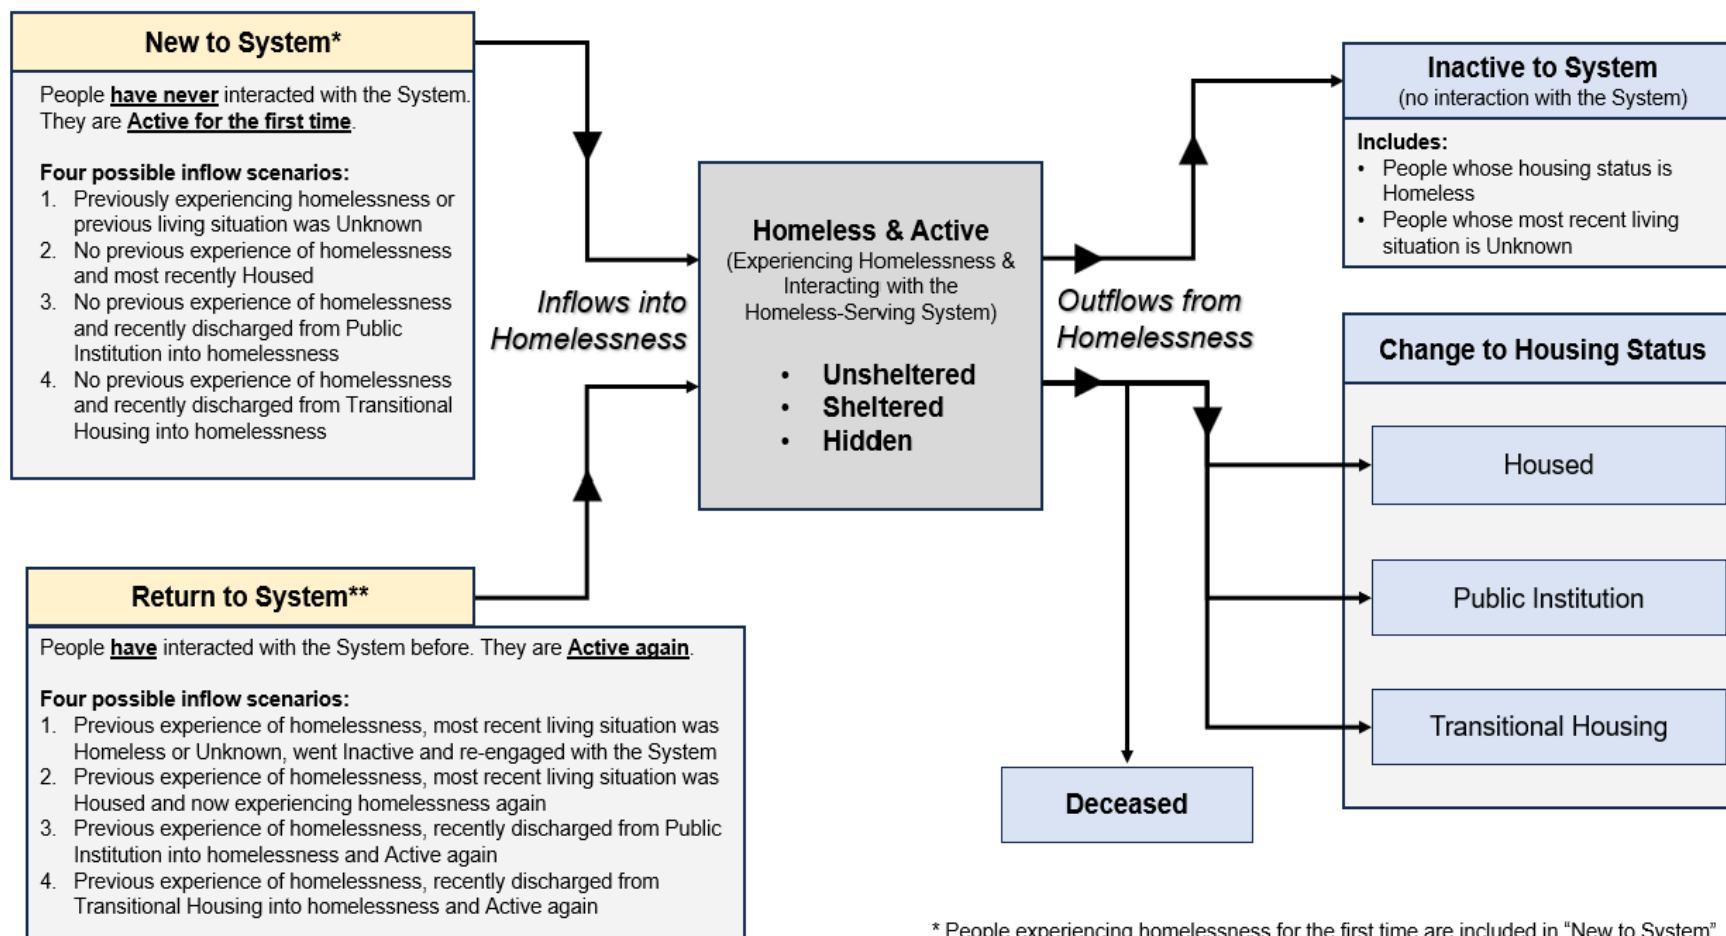 New to System*
People have never interacted with the System.
They are Active for the first time.
Four possible inflow scenarios:
1. Previously experiencing homelessness or
previous living situation was Unknown
2. No previous experience of homelessness
and most recently Housed
3. No previous experience of homelessness
and recently discharged from Public
Institution into homelessness
4. No previous experience of homelessness
and recently discharged from Transitional
Housing into homelessness
Return to System**
People have interacted with the System before. They are Active again.
Four possible inflow scenarios:
1. Previous experience of homelessness, most recent living situation was
Homeless or Unknown, went Inactive and re-engaged with the System
2. Previous experience of homelessness, most recent living situation was
Housed and now experiencing homelessness again
3. Previous experience of homelessness, recently discharged from Public
Institution into homelessness and Active again
4. Previous experience of homelessness, recently discharged from
Transitional Housing into homelessness and Active again
Inflows into
Homelessness
Homeless & Active
(Experiencing Homelessness &
Interacting with the
Homeless-Serving System)
• Unsheltered
• Sheltered
• Hidden
Outflows from
Homelessness
Inactive to System
(no interaction with the System)
Includes:
• People whose housing status is
Homeless
• People whose most recent living
situation is Unknown
Change to Housing Status
Housed
Public Institution
Transitional Housing
Deceased
* People experiencing homelessness for the first time are included in “New to System”